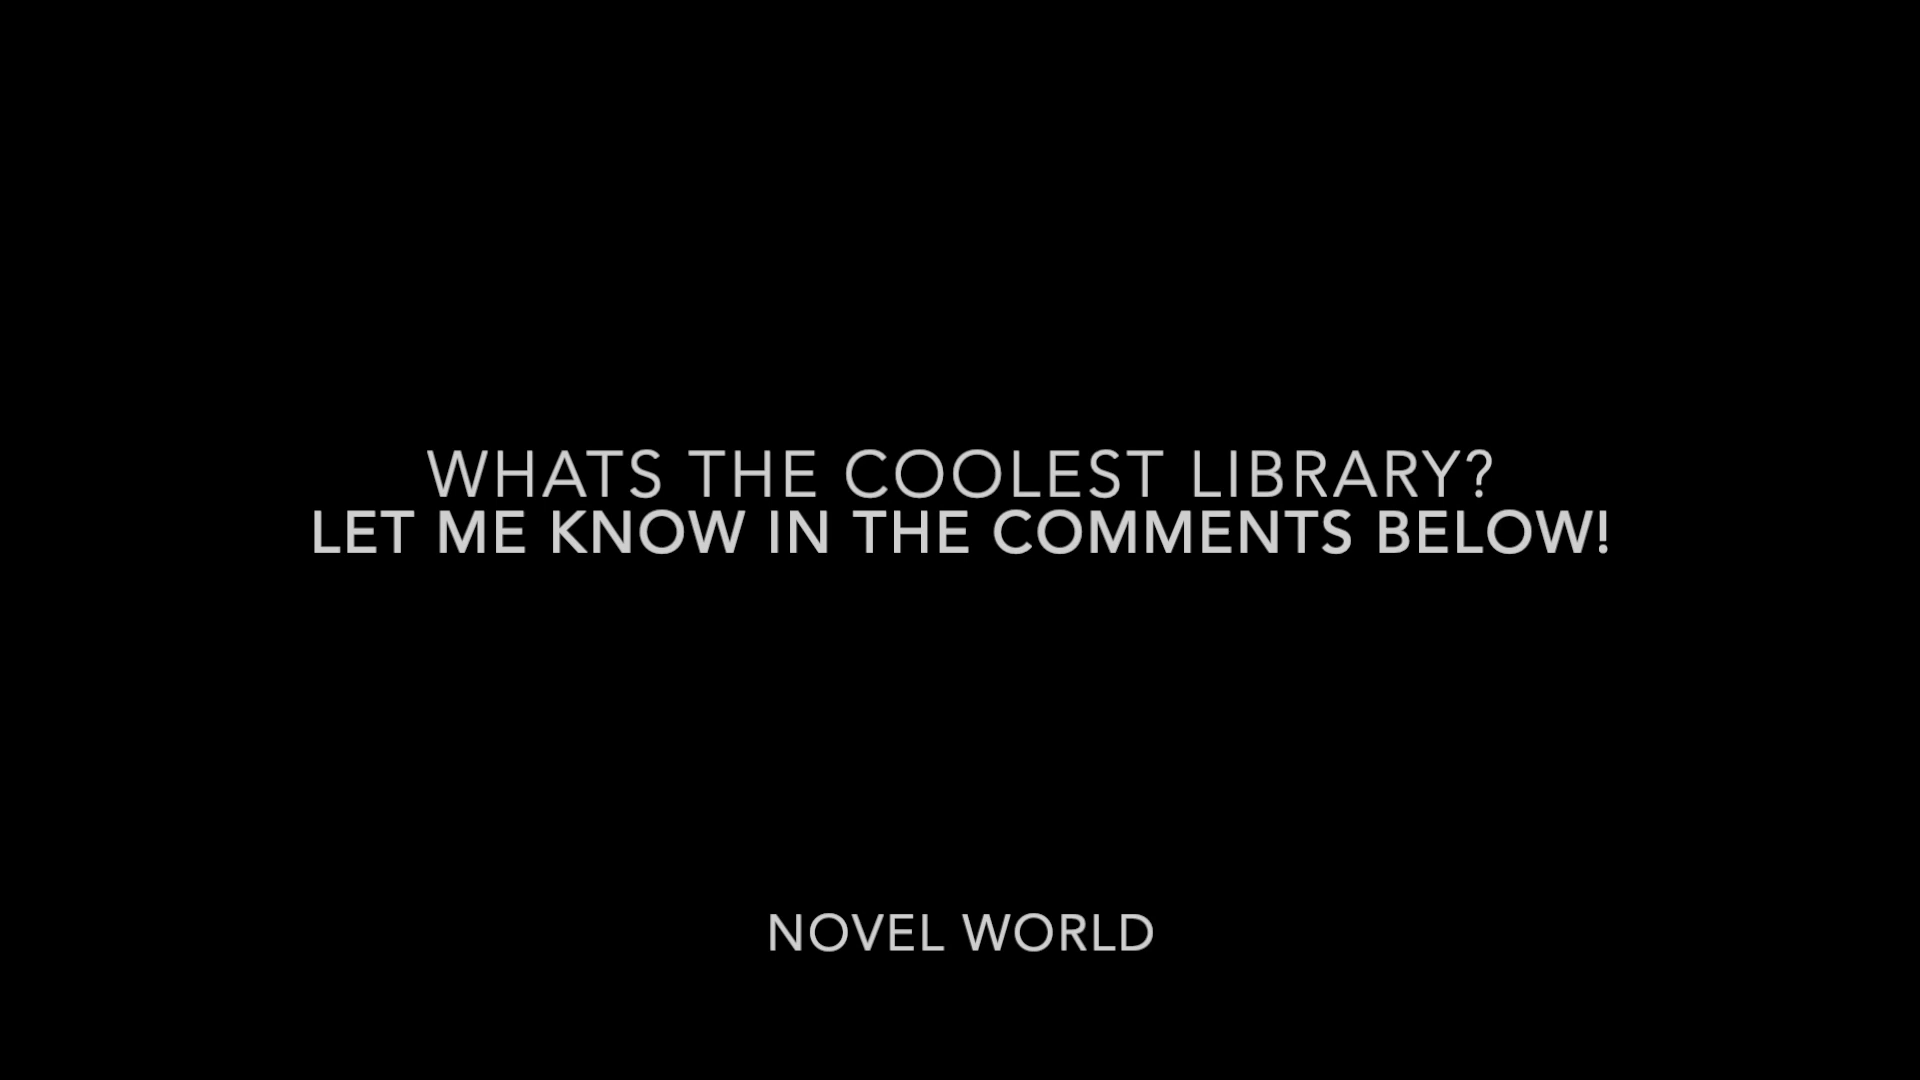 WHATS THE COOLEST LIBRARY?
LET ME KNOW IN THE COMMENTS BELOW!
NOVEL WORLD